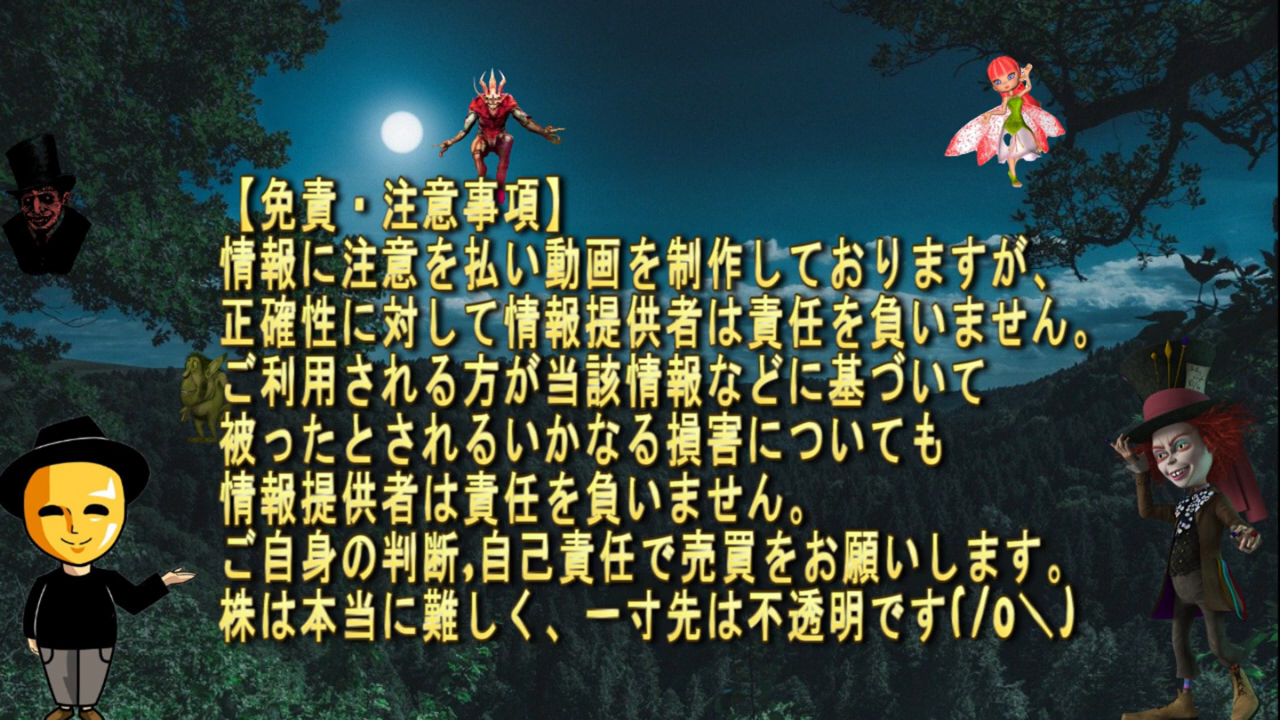 【免責・注意事項】
情報に注意を払い動画を制作しておりますが、
正確性に対して情報提供者は責任を負いません。
ご利用される方が当該情報などに基づいて
被ったとされるいかなる損害についても
情報提供者は責任を負いません。
ご自身の判断,自己責任で売買をお願いします。
株は本当に難しく、一寸先は不透明です(/o＼)